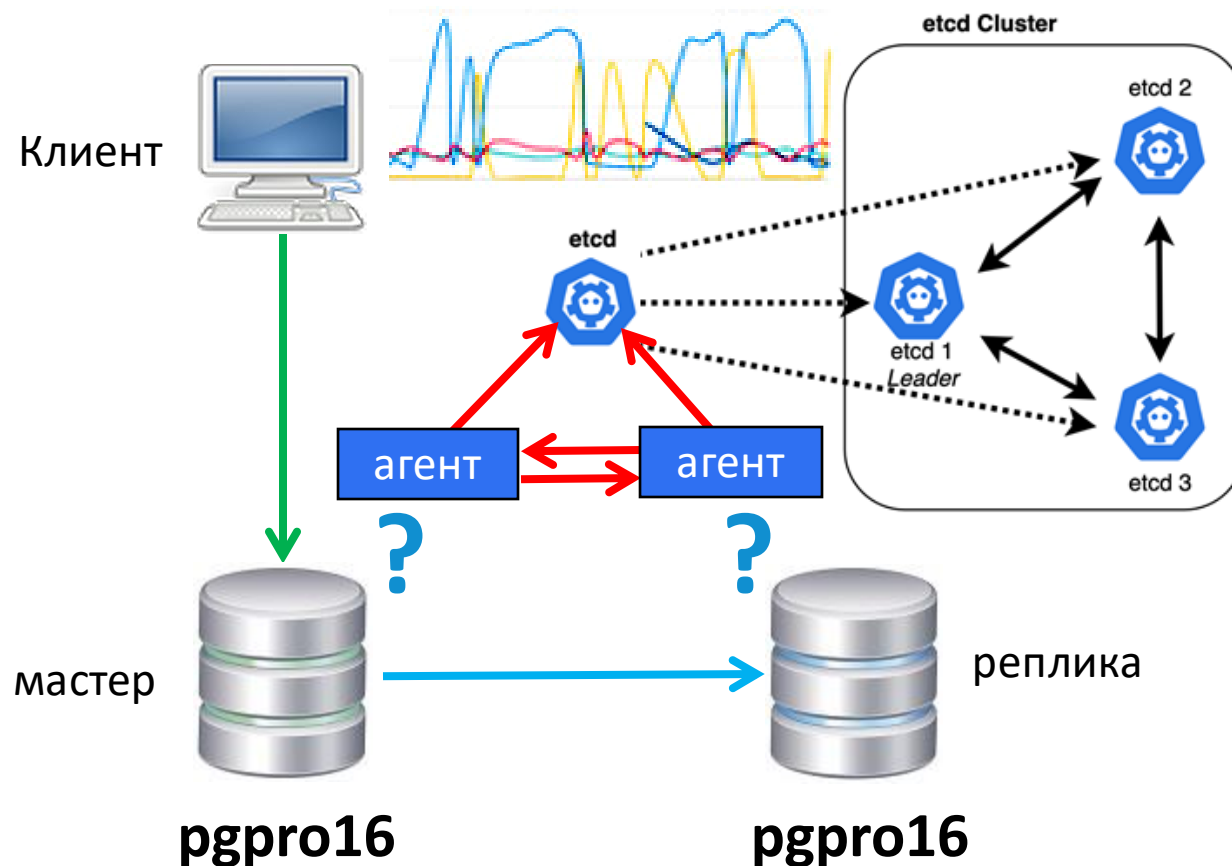 etcd Cluster
Клиент
etcd 2
etcd
etcd 1
Leader
агент
агент
etcd 3
?
?
мастер
реплика
pgpro16
pgpro16